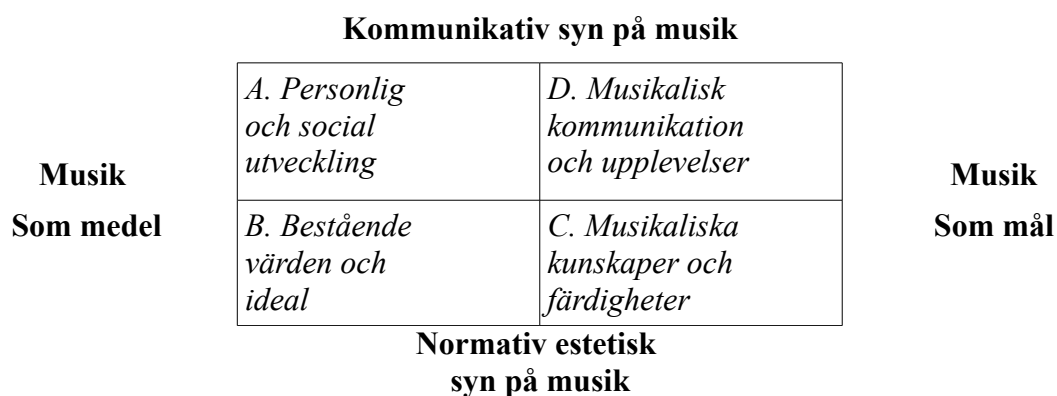 Kommunikativ syn på musik
A. Personlig
och social
utveckling
D. Musikalisk
kommunikation
och upplevelser
Musik
Som medel
Musik
Som mål
B. Bestående
värden och
ideal
C. Musikaliska
kunskaper och
färdigheter
Normativ estetisk
syn på musik